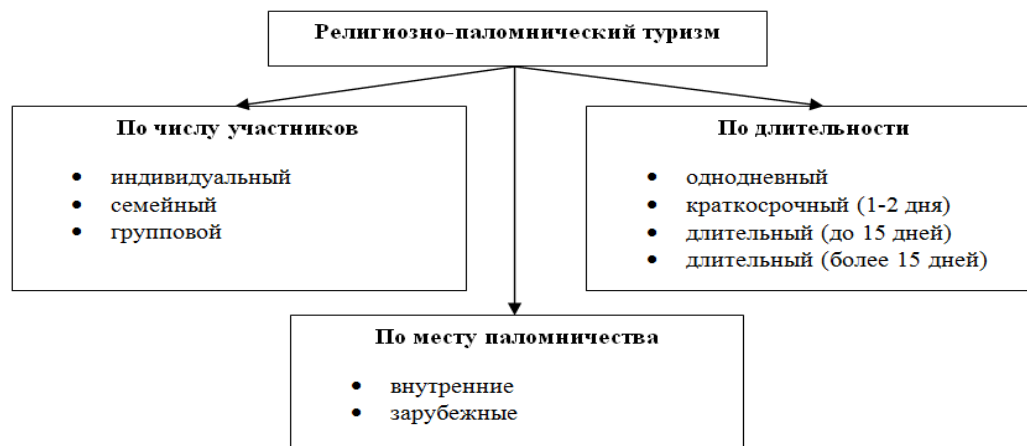 Религиозно-паломнический туризм
По числу участников
• индивидуальный
• семейный
• групповой
По длительности
• однодневный
• краткосрочный (1-2 дня)
• длительный (до 15 дней)
• длительный (более 15 дней)
По месту паломничества
• внутренние
• зарубежные